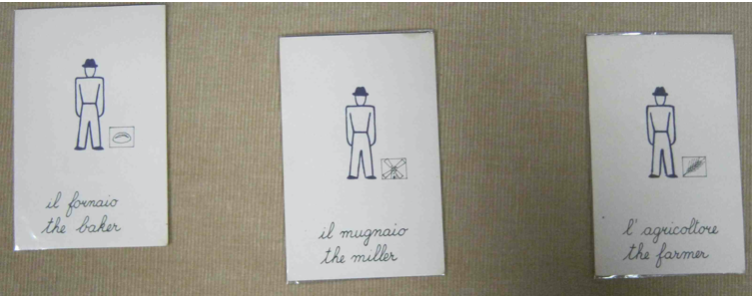 il fornaio
the baker
il mugnaio
the miller
l' agricoltore
the farmer